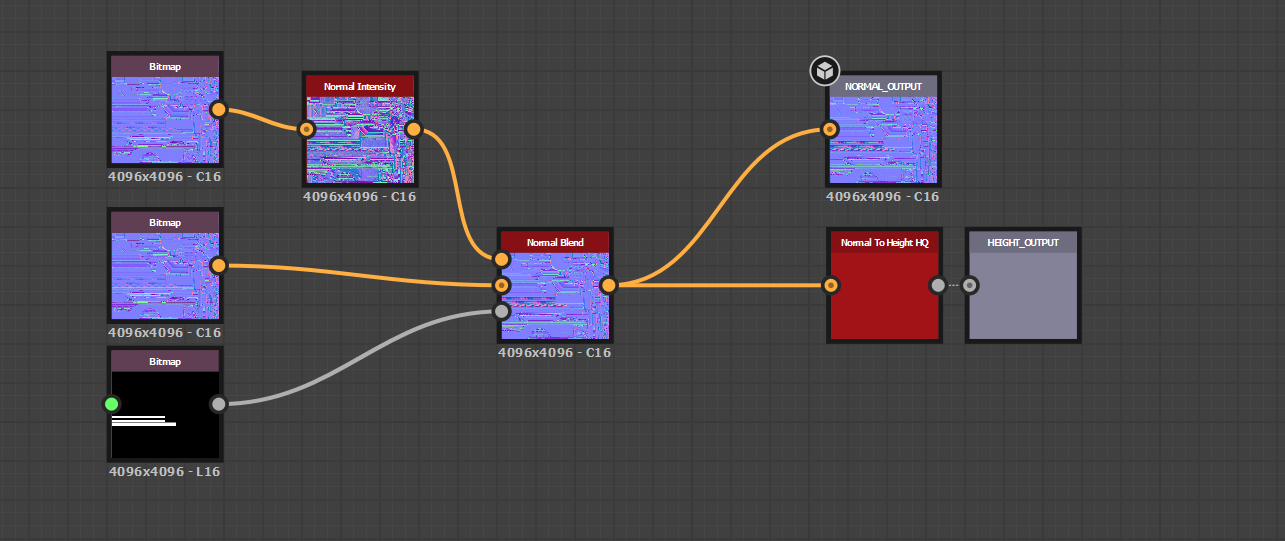 Bitmap
4096x4096 - C16
Normal Intensity
4096x4096 - C16
NORMAL_OUTPUT
4096x4096 - C16
Bitmap
4096x4096 - C16
Normal Blend
4096x4096 - C16
Normal To Height HQ
HEIGHT_OUTPUT
Bitmap
4096x4096 - L16